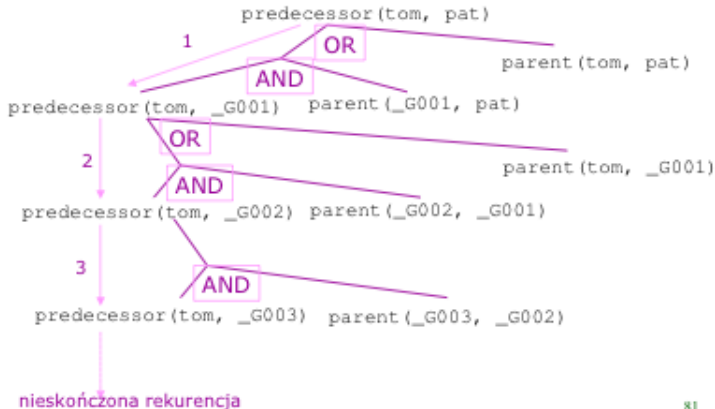 predecessor(tom, pat)
1
OR
parent(tom, pat)
AND
predecessor(tom, _G001) parent(_G001, pat)
OR
2
parent(tom, _G001)
AND
predecessor(tom, _G002) parent(_G002, _G001)
3
AND
predecessor(tom, _G003) parent(_G003, _G002)
nieskończona rekurencja
81